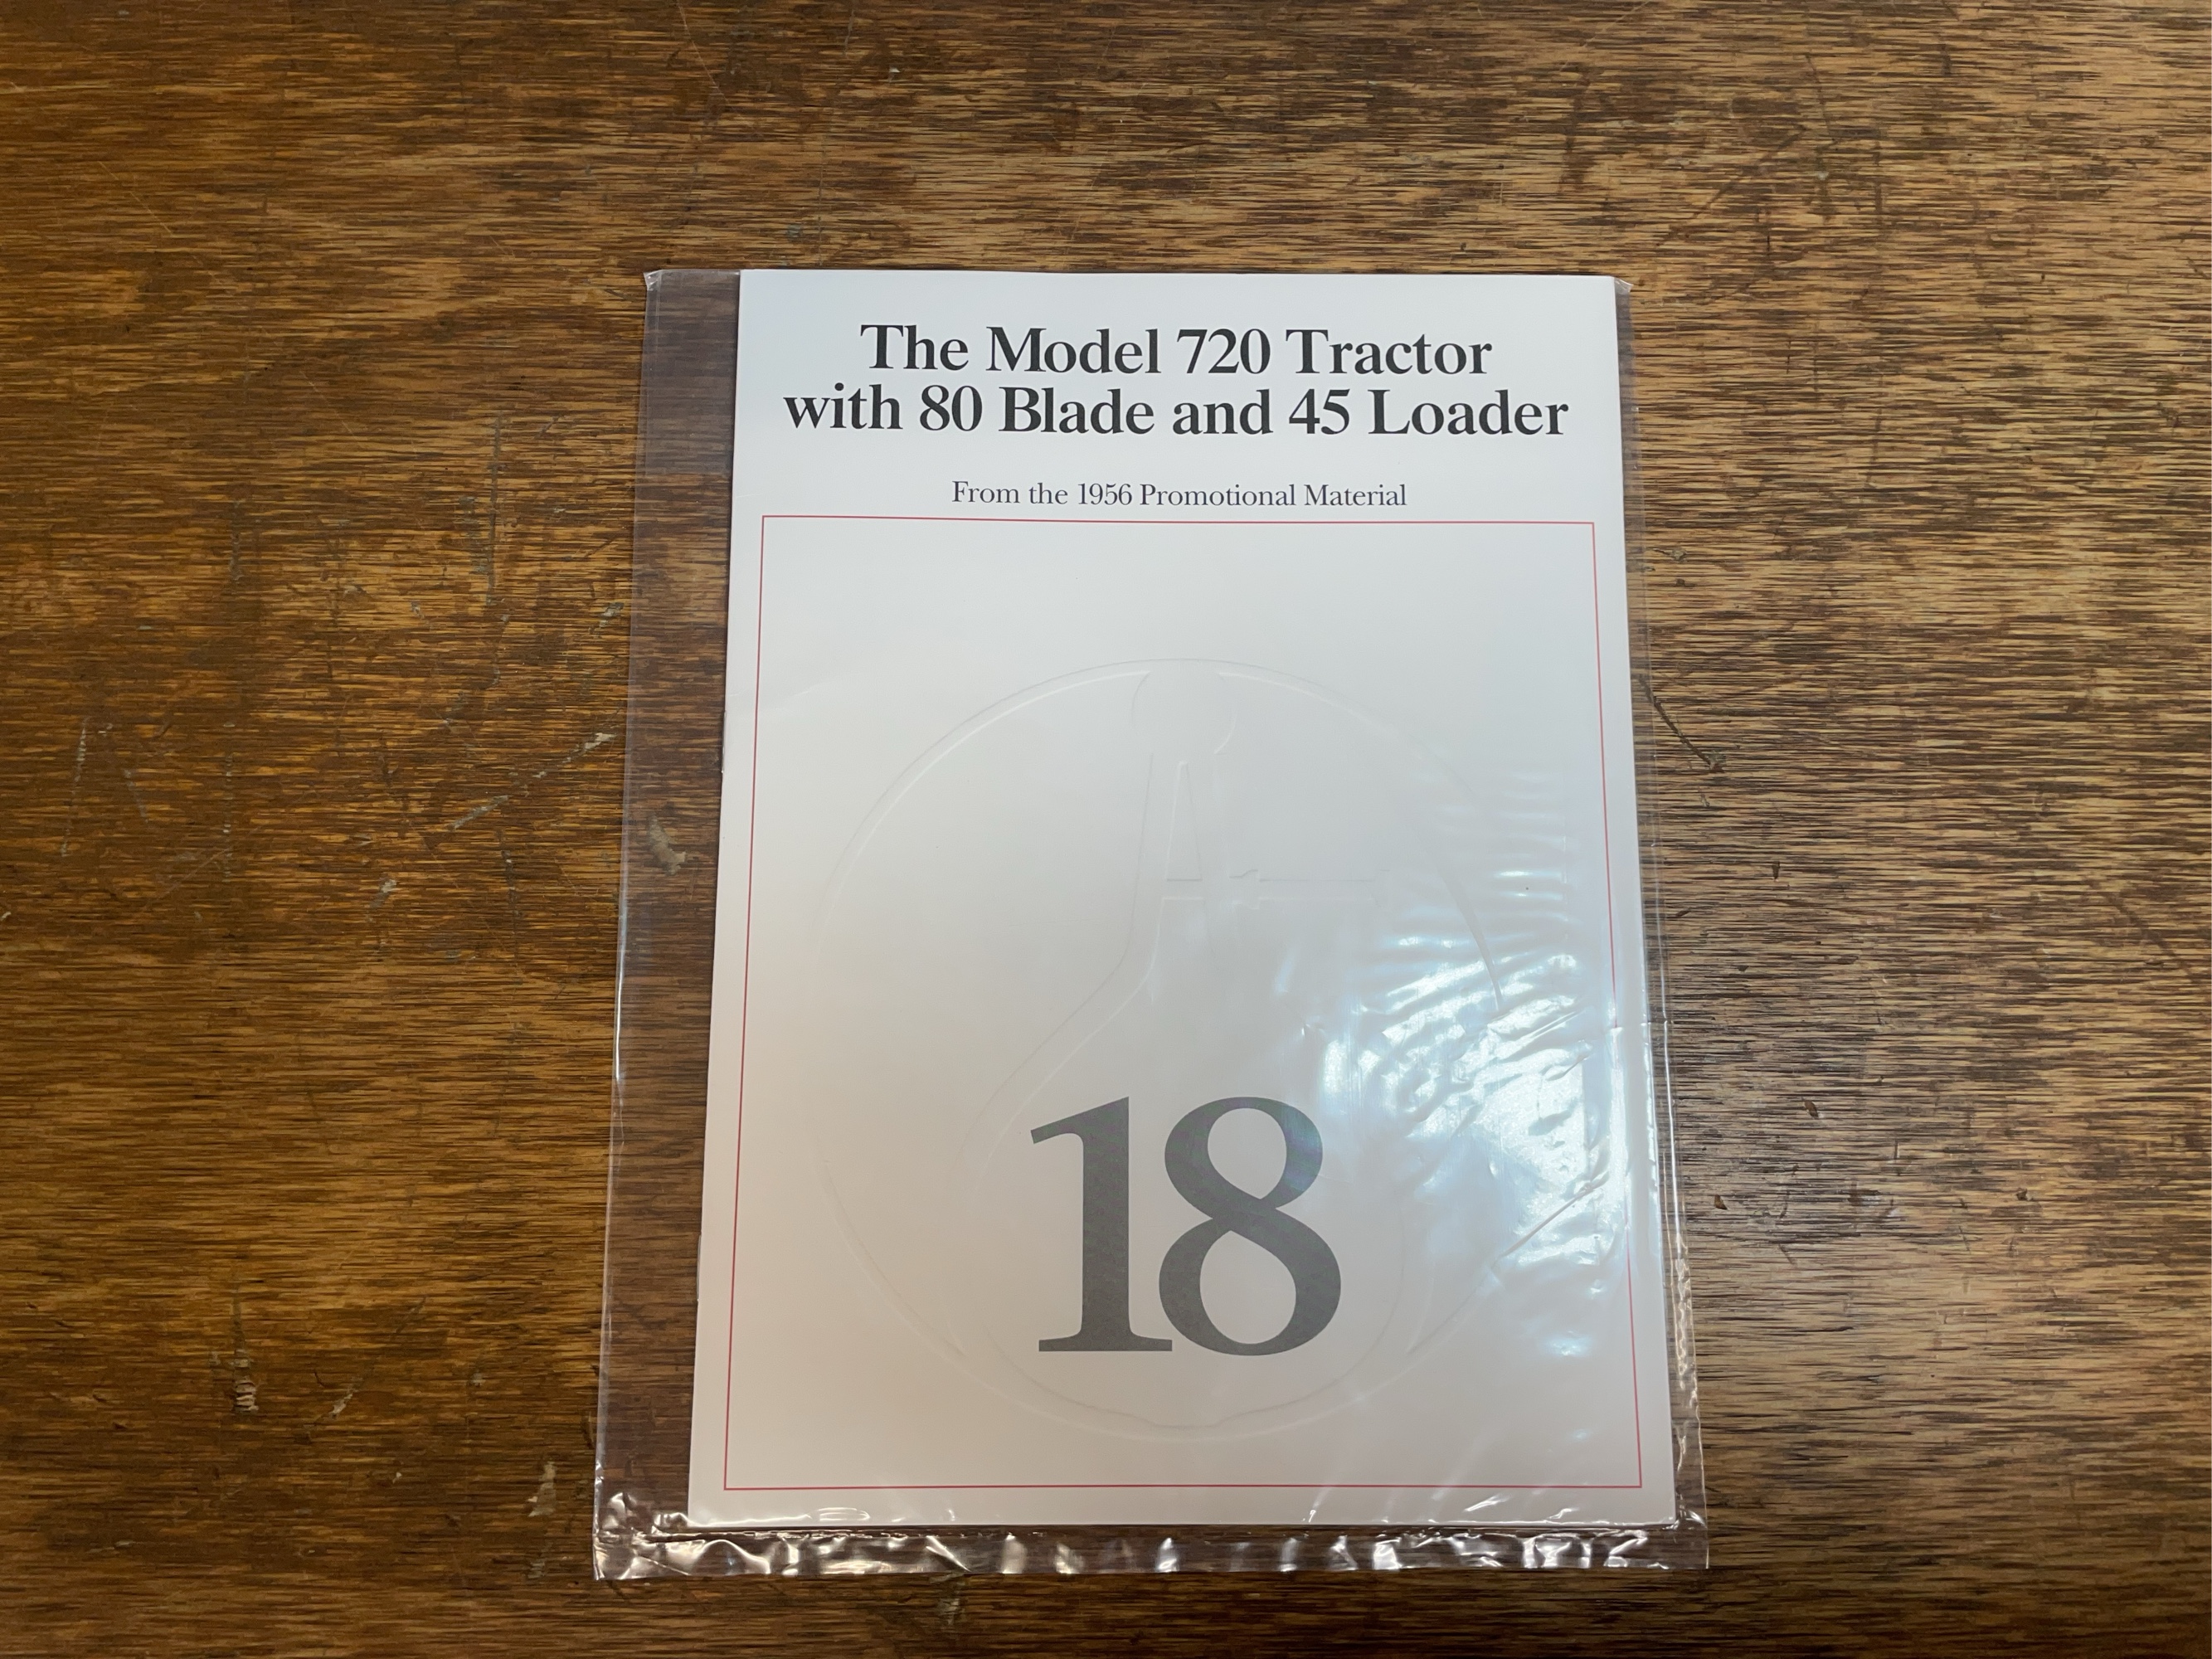 The Model 720 Tractor
with 80 Blade and 45 Loader
From the 1956 Promotional Material
18